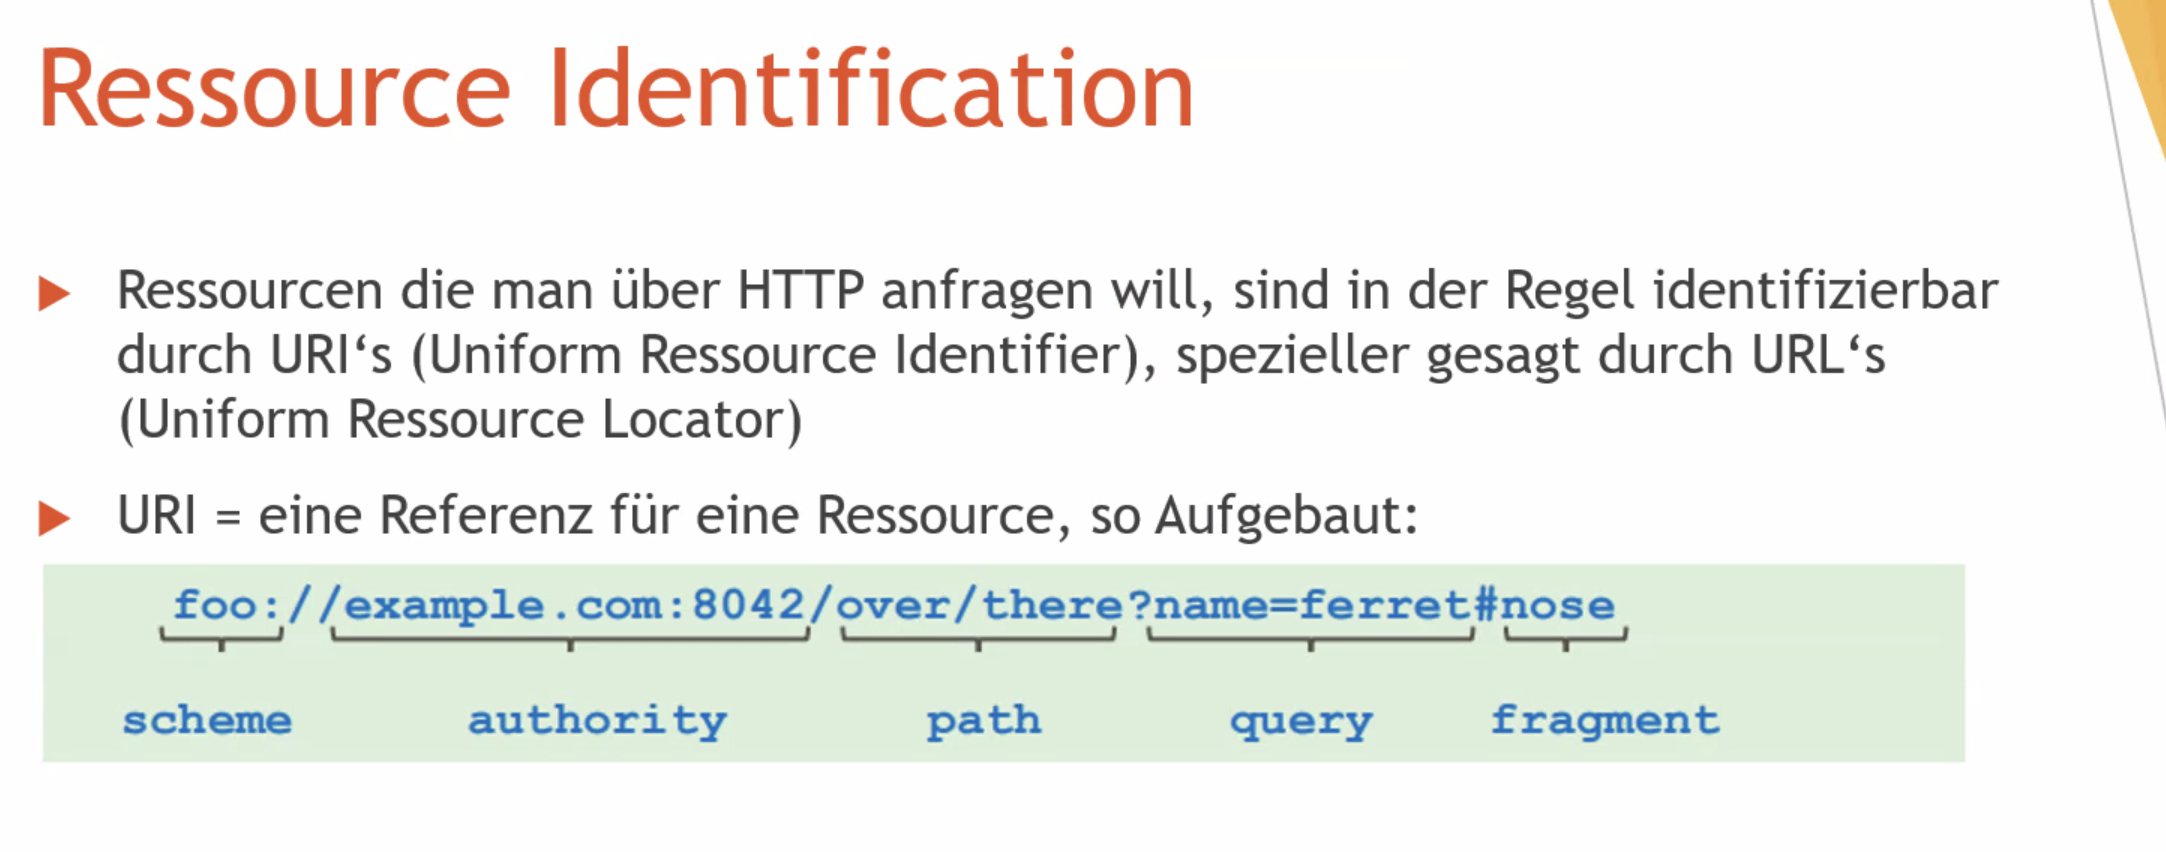 Ressource Identification
Ressourcen die man über HTTP anfragen will, sind in der Regel identifizierbar
durch URI‘s (Uniform Ressource Identifier), spezieller gesagt durch URL‘s
(Uniform Ressource Locator)
URI = eine Referenz für eine Ressource, so Aufgebaut:
foo://example.com:8042/over/there?name=ferret#nose
scheme authority path query fragment